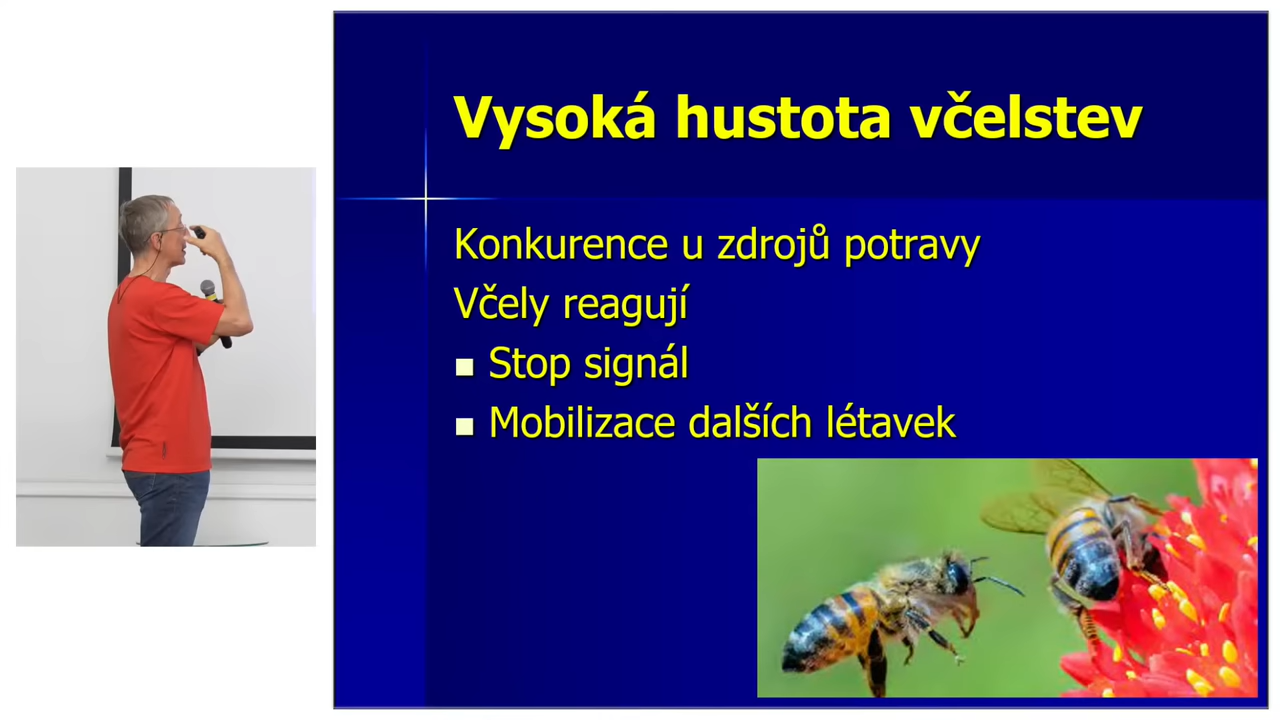 Vysoká hustota včelstev
Konkurence u zdrojů potravy
Včely reagují
Stop signál
Mobilizace dalších létavek